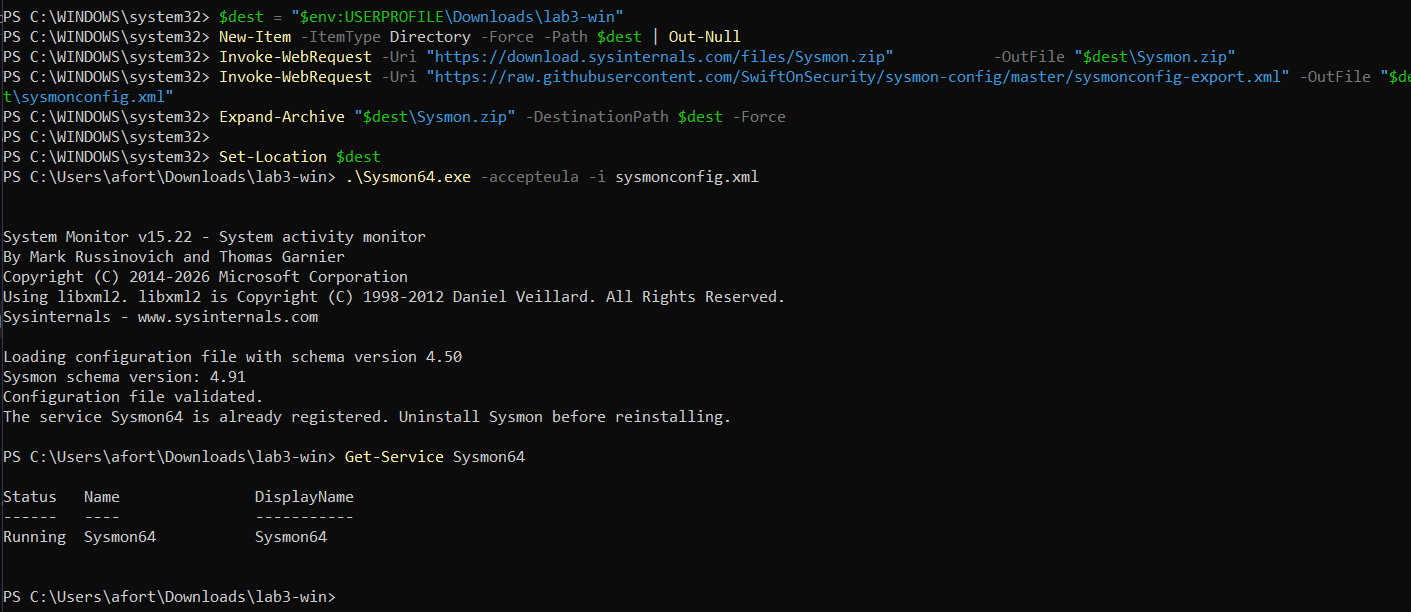 PS C:\WINDOWS\system32> $dest = "$env:USERPROFILE\Downloads\lab3-win"
PS C:\WINDOWS\system32> New-Item -ItemType Directory -Force -Path $dest | Out-Null
PS C:\WINDOWS\system32> Invoke-WebRequest -Uri "https://download.sysinternals.com/files/Sysmon.zip"           -OutFile "$dest\Sysmon.zip"
PS C:\WINDOWS\system32> Invoke-WebRequest -Uri "https://raw.githubusercontent.com/SwiftOnSecurity/sysmon-config/master/sysmonconfig-export.xml" -OutFile "$de
t\sysmonconfig.xml"
PS C:\WINDOWS\system32> Expand-Archive "$dest\Sysmon.zip" -DestinationPath $dest -Force
PS C:\WINDOWS\system32>
PS C:\WINDOWS\system32> Set-Location $dest
PS C:\Users\afort\Downloads\lab3-win> .\Sysmon64.exe -accepteula -i sysmonconfig.xml
System Monitor v15.22 - System activity monitor
By Mark Russinovich and Thomas Garnier
Copyright (C) 2014-2026 Microsoft Corporation
Using libxml2. libxml2 is Copyright (C) 1998-2012 Daniel Veillard. All Rights Reserved.
Sysinternals - www.sysinternals.com
Loading configuration file with schema version 4.50
Sysmon schema version: 4.91
Configuration file validated.
The service Sysmon64 is already registered. Uninstall Sysmon before reinstalling.
PS C:\Users\afort\Downloads\lab3-win> Get-Service Sysmon64
Status   Name               DisplayName
------   ----               -----------
Running  Sysmon64           Sysmon64
PS C:\Users\afort\Downloads\lab3-win>